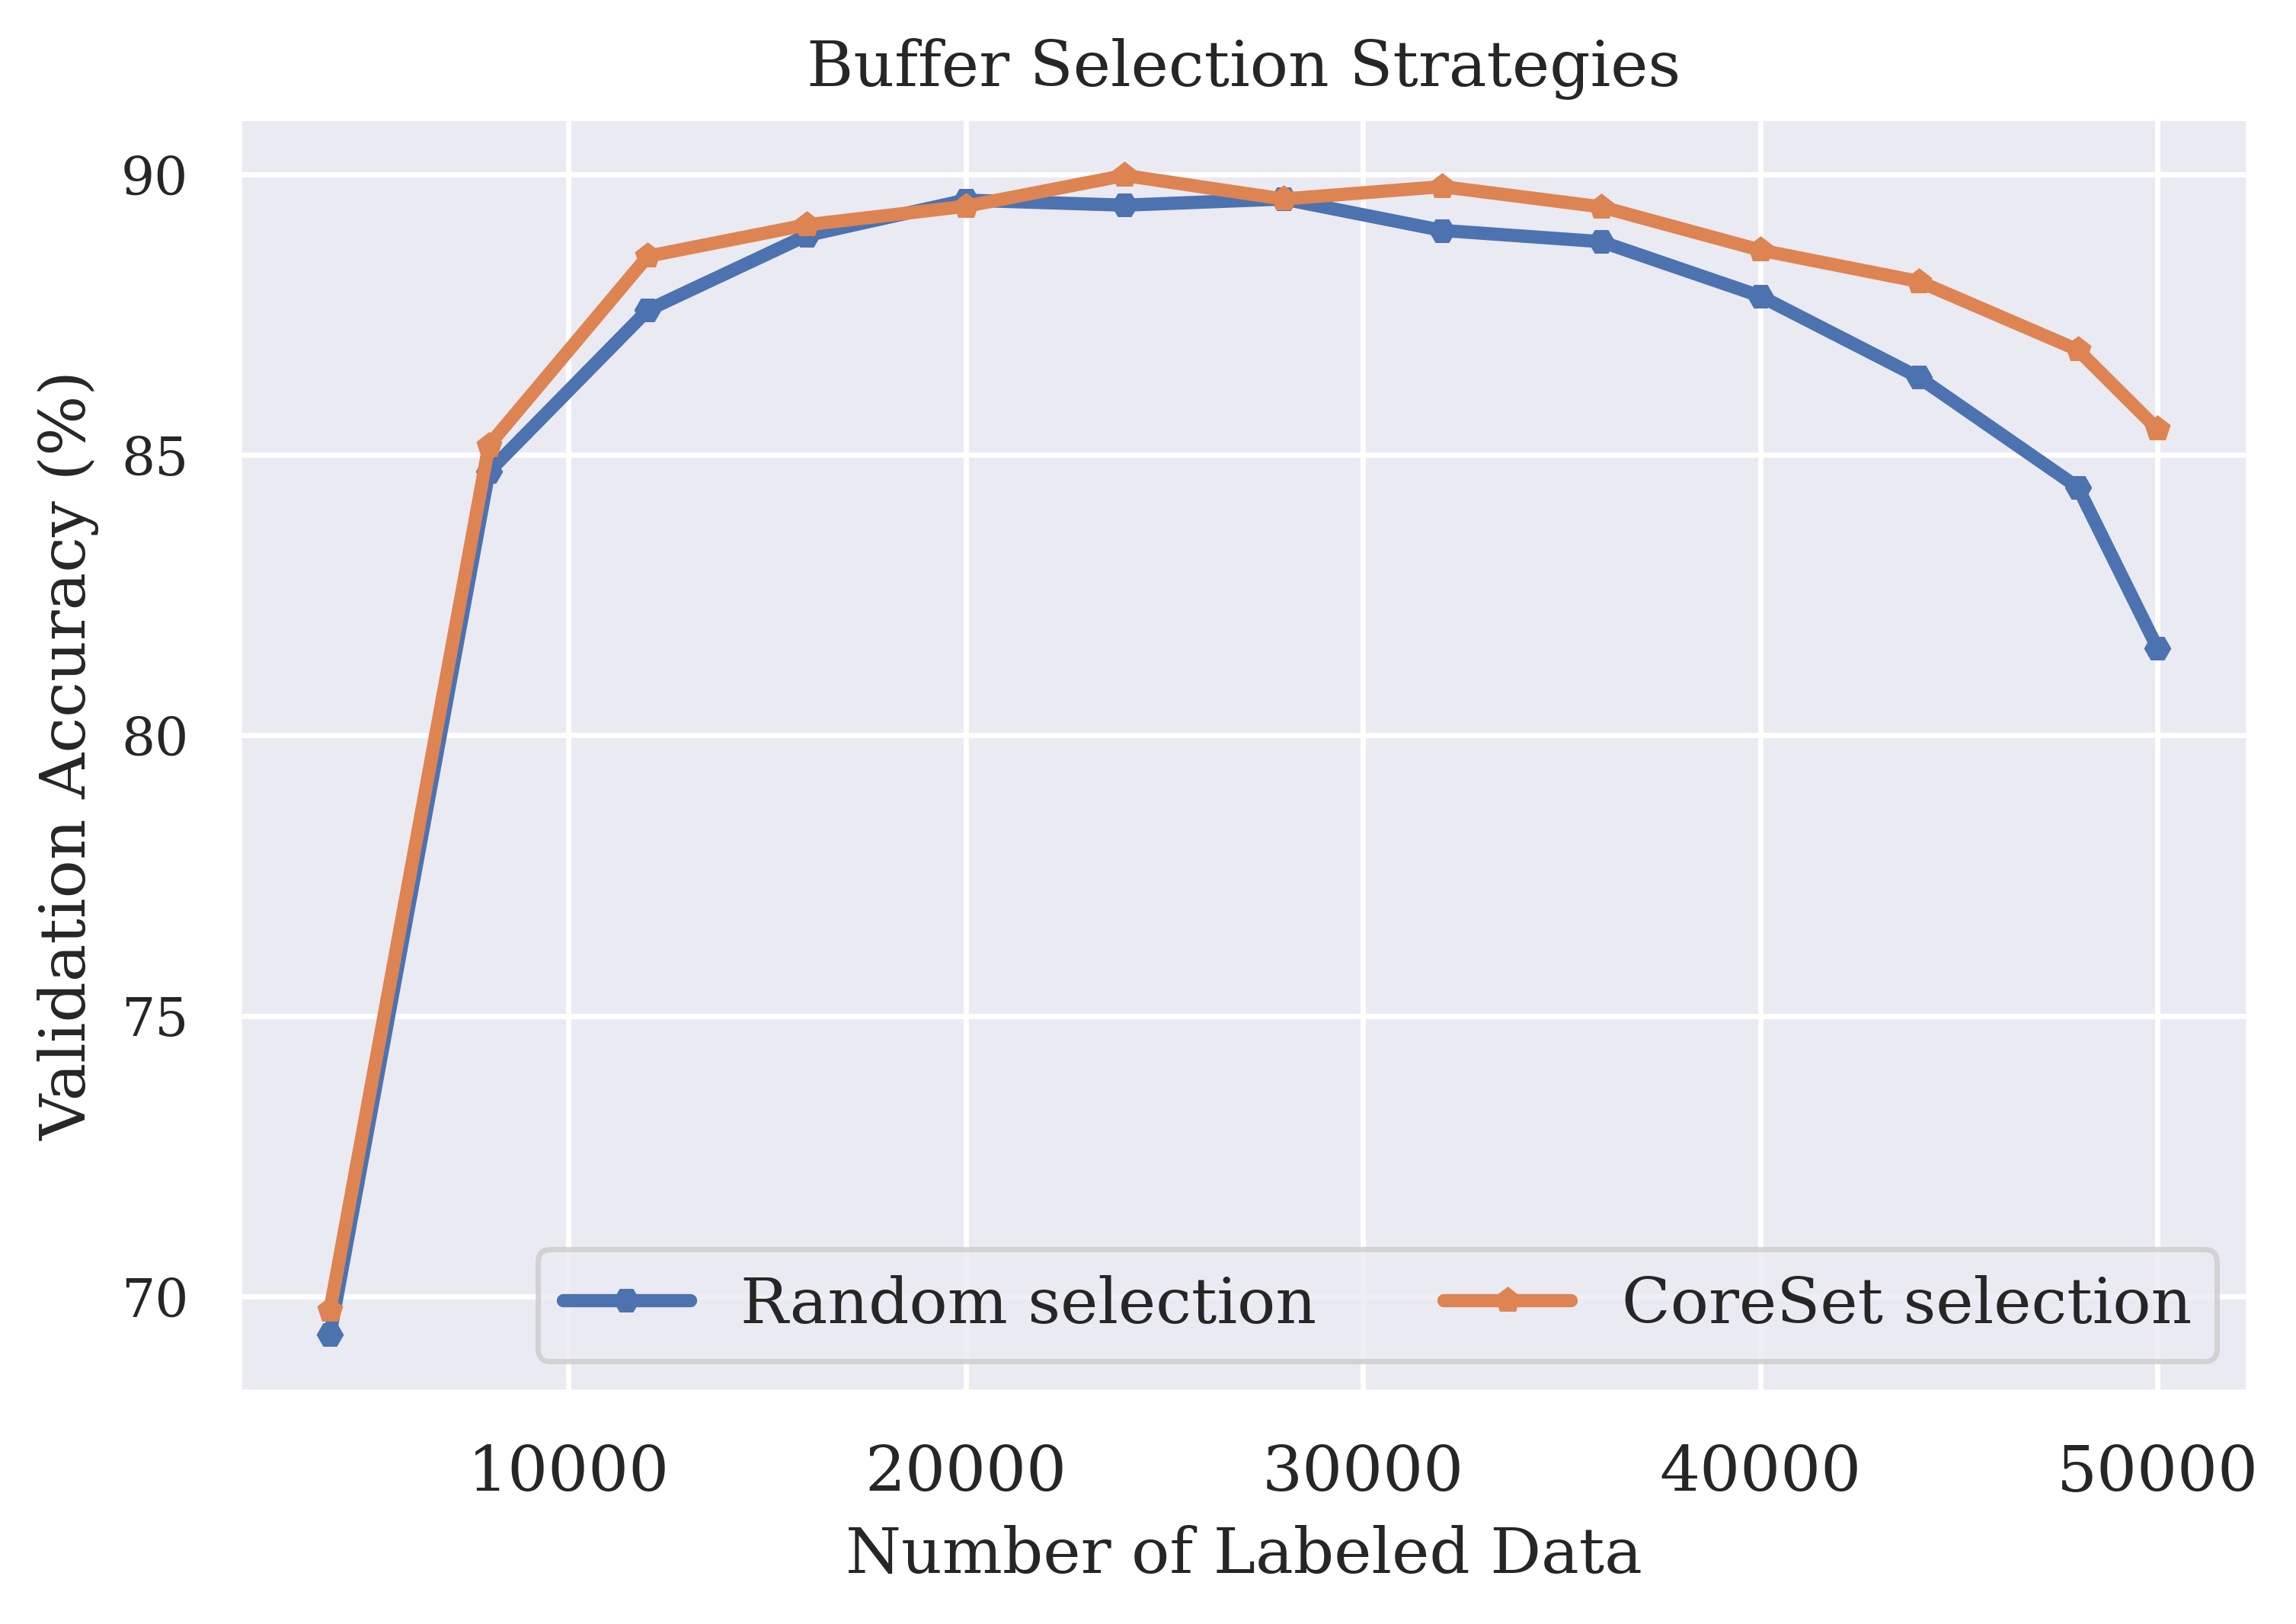 Buffer Selection Strategies
Validation Accuracy (%)
90
85
80
75
70
Random selection
CoreSet selection
10000 20000 30000 40000 50000
Number of Labeled Data